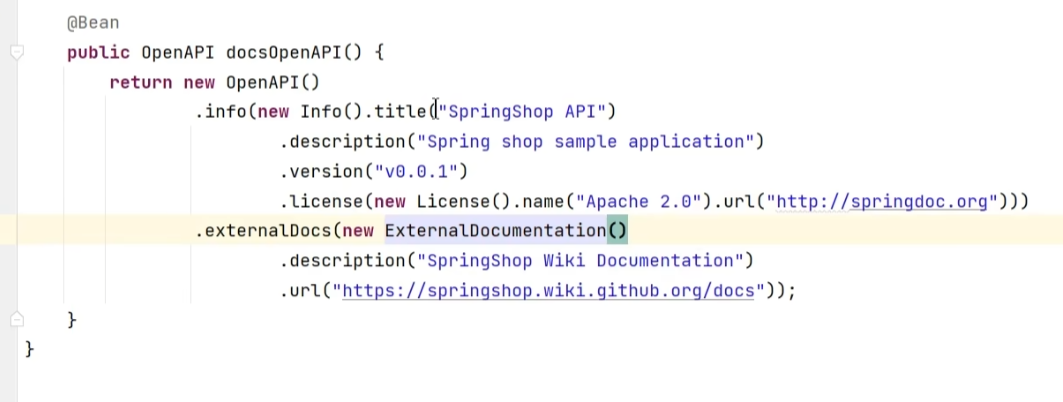 @Bean
public OpenAPI docsOpenAPI() {
return new OpenAPI()
.info(new Info().title("SpringShop API")
.description("Spring shop sample application")
.version("v0.0.1")
.license(new License().name("Apache 2.0").url("http://springdoc.org")))
.externalDocs(new ExternalDocumentation()
.description("SpringShop Wiki Documentation")
.url("https://springshop.wiki.github.org/docs"));
}
}